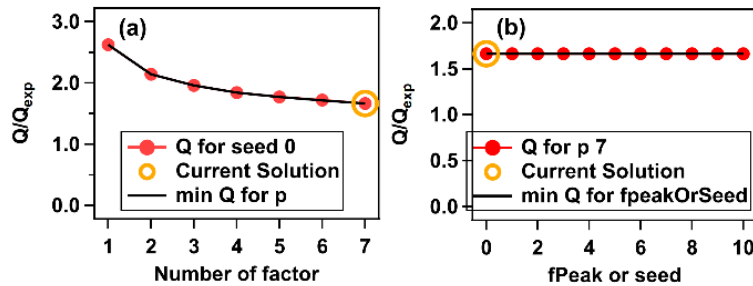 (a)
3.0
2.0
1.0
0.0
Q/Qexp
Q for seed 0
Current Solution
min Q for p
1 2 3 4 5 6 7
Number of factor
(b)
2.0
1.5
1.0
0.5
0.0
Q/Qexp
Q for p 7
Current Solution
min Q for fpeakOrSeed
0 2 4 6 8 10
fPeak or seed